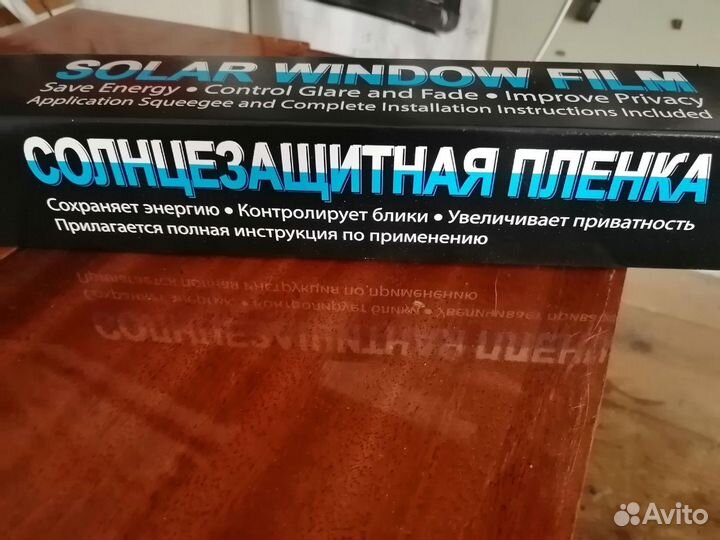 SOLAR WINDOW FILM
Save Energy • Control Glare and Fade • Improve Privacy
Application Squeegee and Complete Installation Instructions Included
СОЛНЦЕЗАЩИТНАЯ ПЛЕНКА
Сохраняет энергию • Контролирует блики • Увеличивает приватность
Прилагается полная инструкция по применению
Avito